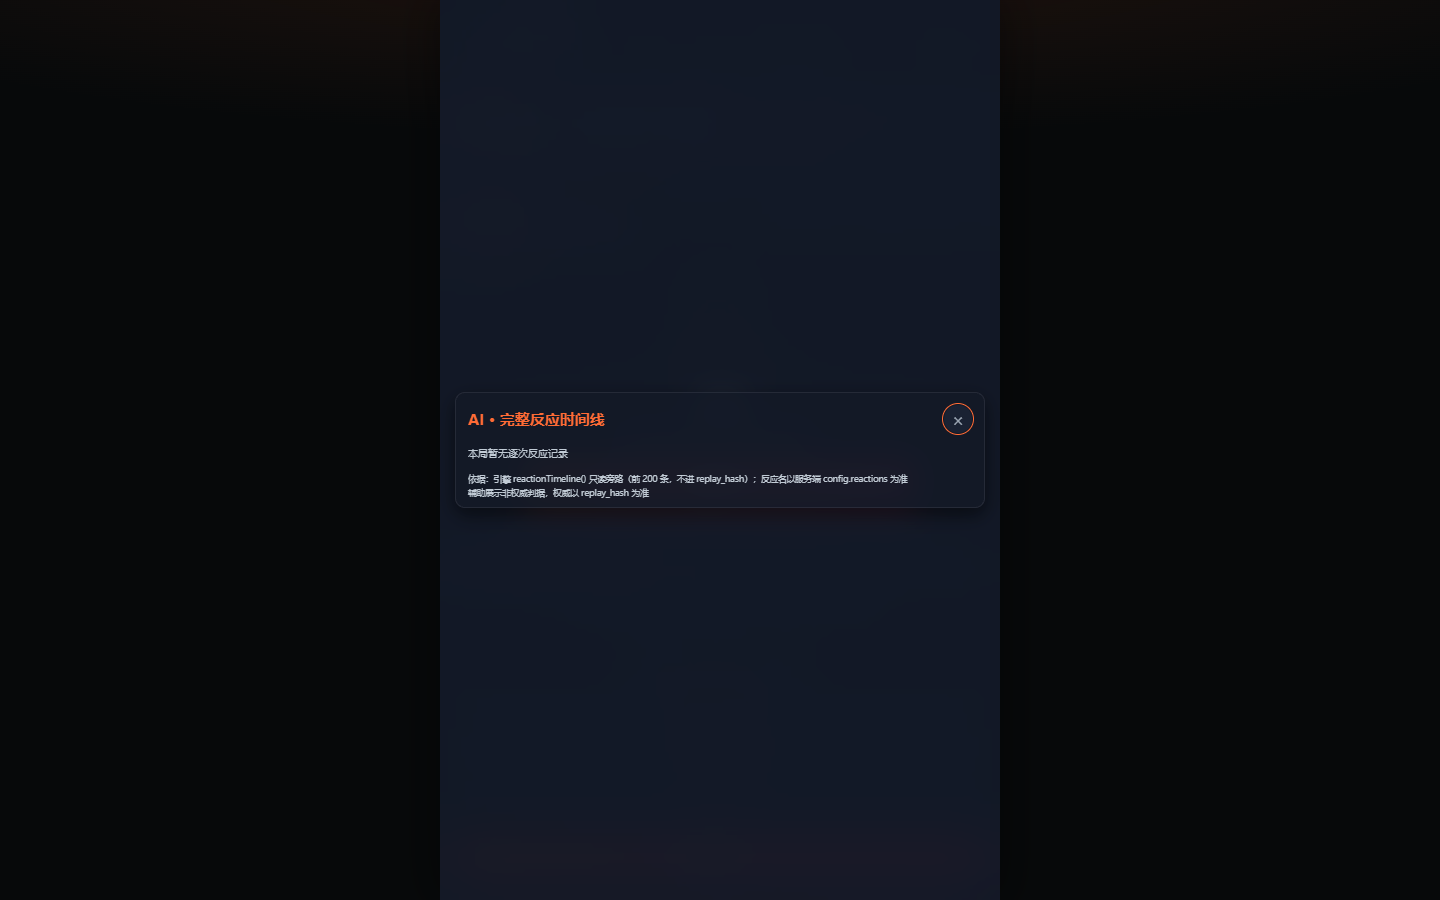 AI • 完整反应时间线
×
本局暂无逐次反应记录
依据：引擎 reactionTimeline() 只读旁路（前 200 条，不进 replay_hash）；反应名以服务端 config.reactions 为准
辅助展示非权威判据，权威以 replay_hash 为准